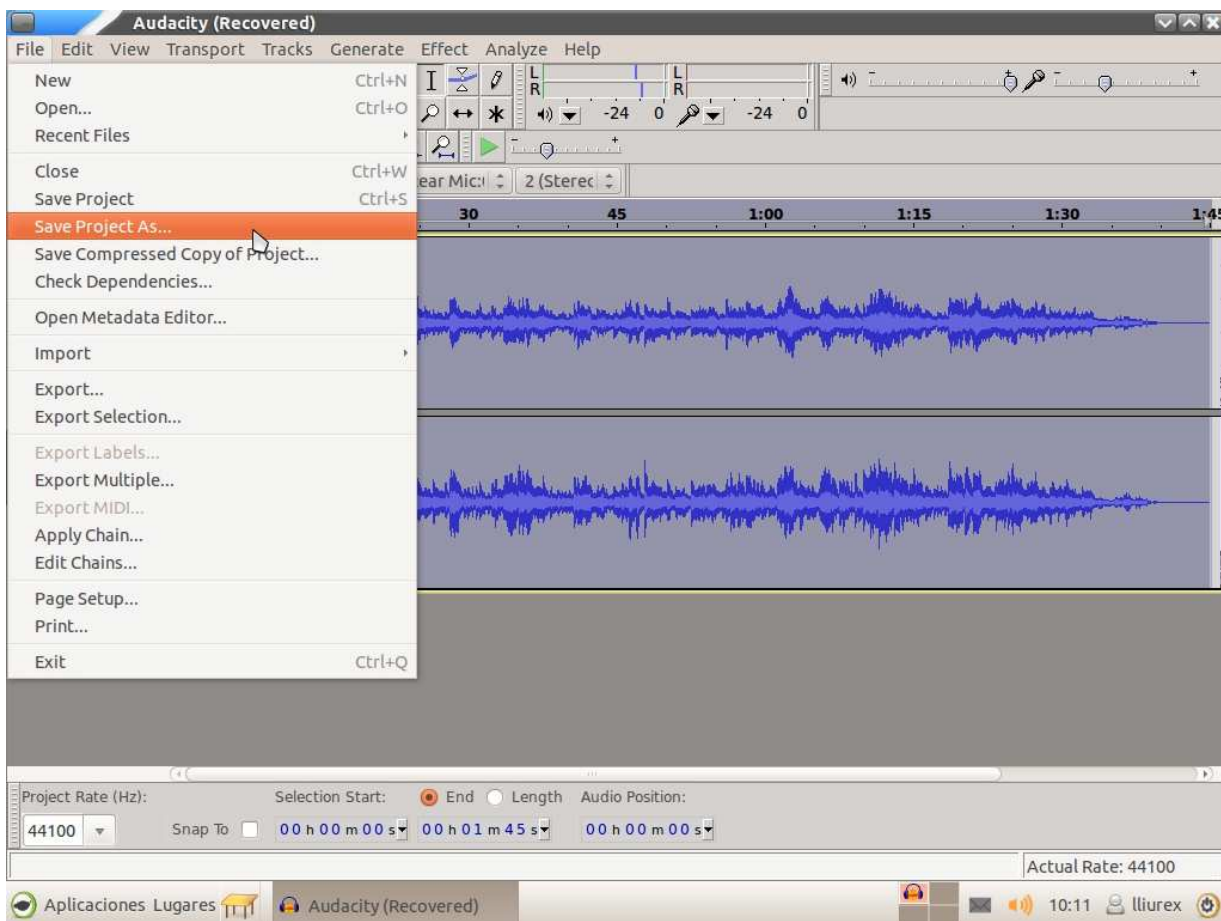 Audacity (Recovered)
File Edit View Transport Tracks Generate Effect Analyze Help
New Ctrl+N
Open... Ctrl+O
Recent Files
Close Ctrl+W
Save Project Ctrl+S
Save Project As...
Save Compressed Copy of Project...
Check Dependencies...
Open Metadata Editor...
Import
Export...
Export Selection...
Export Labels...
Export Multiple...
Export MIDI...
Apply Chain...
Edit Chains...
Page Setup...
Print...
Exit Ctrl+Q
L L
R R
- +
- +
-24 0 -24 0
- +
ear Mic: 2 (Sterec
30 45 1:00 1:15 1:30 1:45
Project Rate (Hz): Selection Start: End Length Audio Position:
44100 Snap To 00 h 00 m 00 s 00 h 01 m 45 s 00 h 00 m 00 s
Actual Rate: 44100
Aplicaciones Lugares Audacity (Recovered) 10:11 lliurex